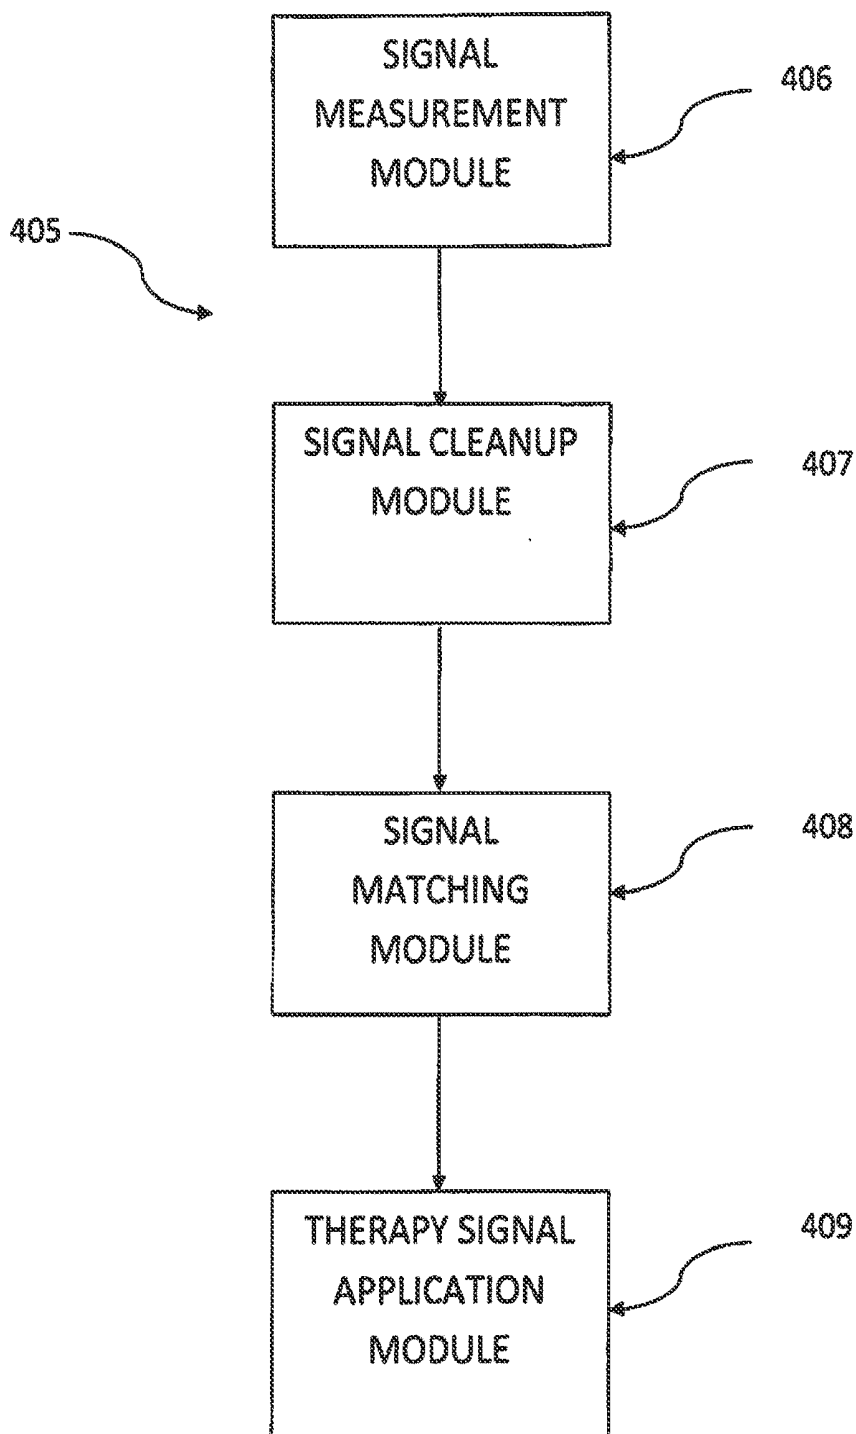 SIGNAL
MEASUREMENT
MODULE
406
405
SIGNAL CLEANUP
MODULE
407
SIGNAL
MATCHING
MODULE
408
THERAPY SIGNAL
APPLICATION
MODULE
409